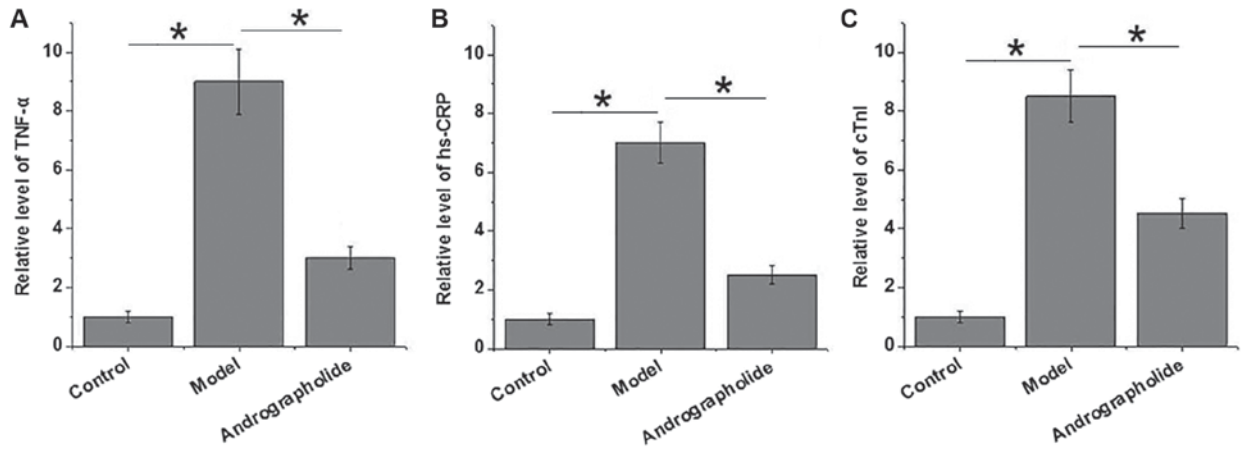 A
Relative level of TNF-α
10
8
6
4
2
0
*
*
Control
Model
Andrographolide
B
Relative level of hs-CRP
10
8
6
4
2
0
*
*
Control
Model
Andrographolide
C
Relative level of cTnI
10
8
6
4
2
0
*
*
Control
Model
Andrographolide